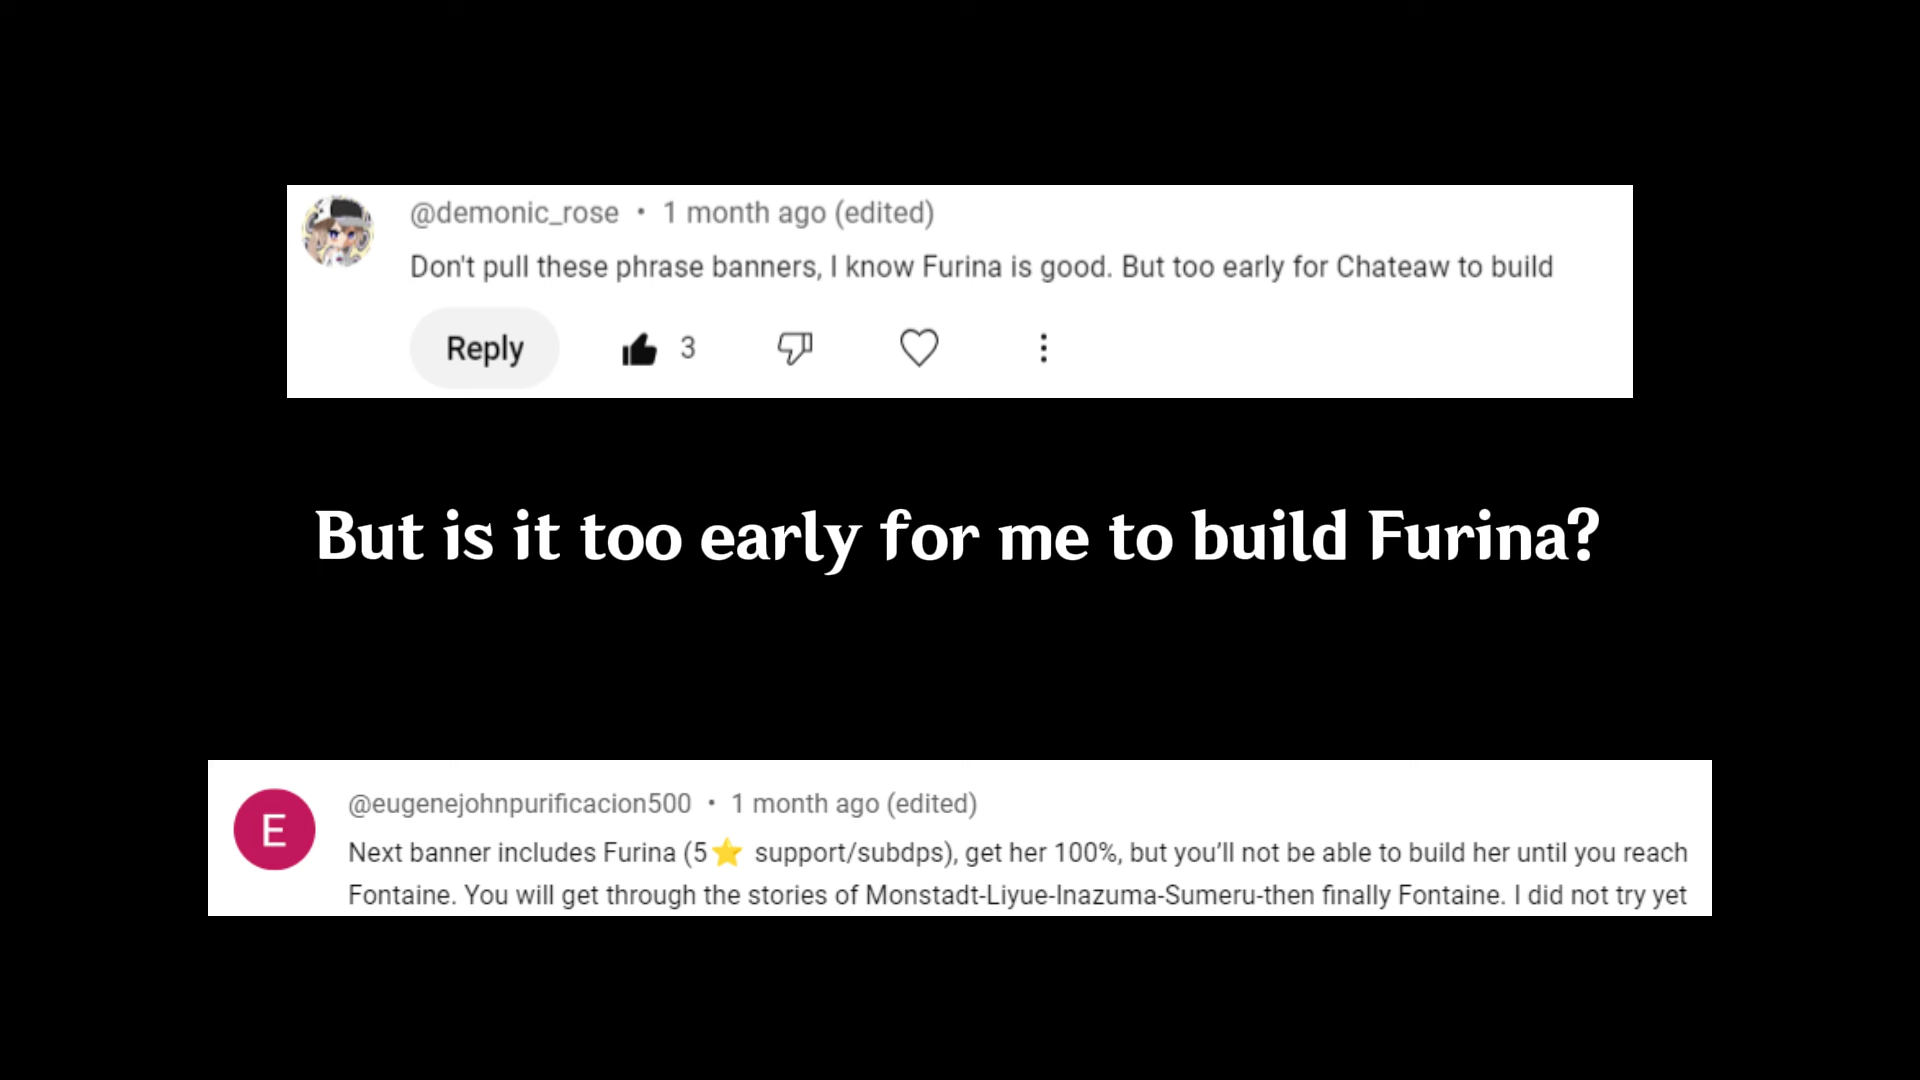 @demonic_rose • 1 month ago (edited)
Don't pull these phrase banners, I know Furina is good. But too early for Chateaw to build
Reply 3
But is it too early for me to build Furina?
E
@eugenejohnpurificacion500 • 1 month ago (edited)
Next banner includes Furina (5⭐ support/subdps), get her 100%, but you’ll not be able to build her until you reach
Fontaine. You will get through the stories of Monstadt-Liyue-Inazuma-Sumeru-then finally Fontaine. I did not try yet